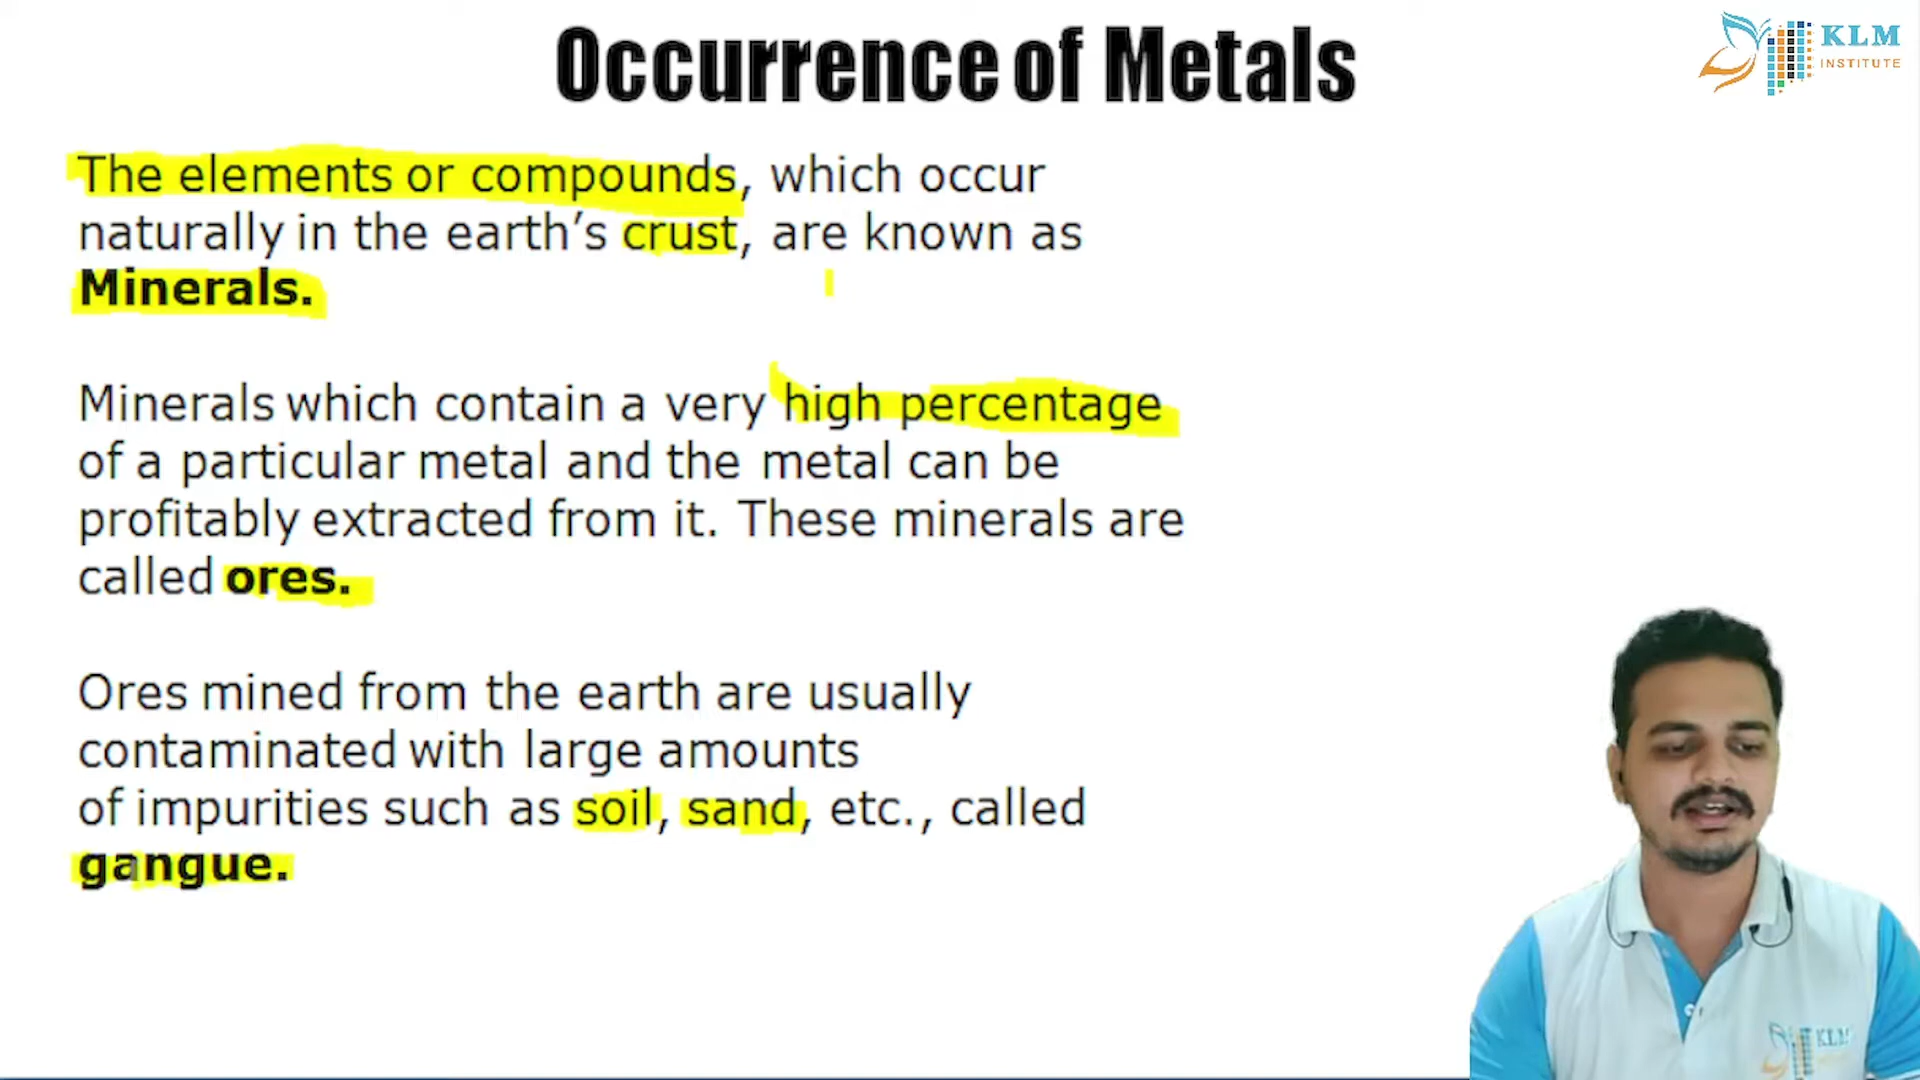 Occurrence of Metals
KLM
INSTITUTE
The elements or compounds, which occur
naturally in the earth’s crust, are known as
Minerals.
Minerals which contain a very high percentage
of a particular metal and the metal can be
profitably extracted from it. These minerals are
called ores.
Ores mined from the earth are usually
contaminated with large amounts
of impurities such as soil, sand, etc., called
gangue.
KLM